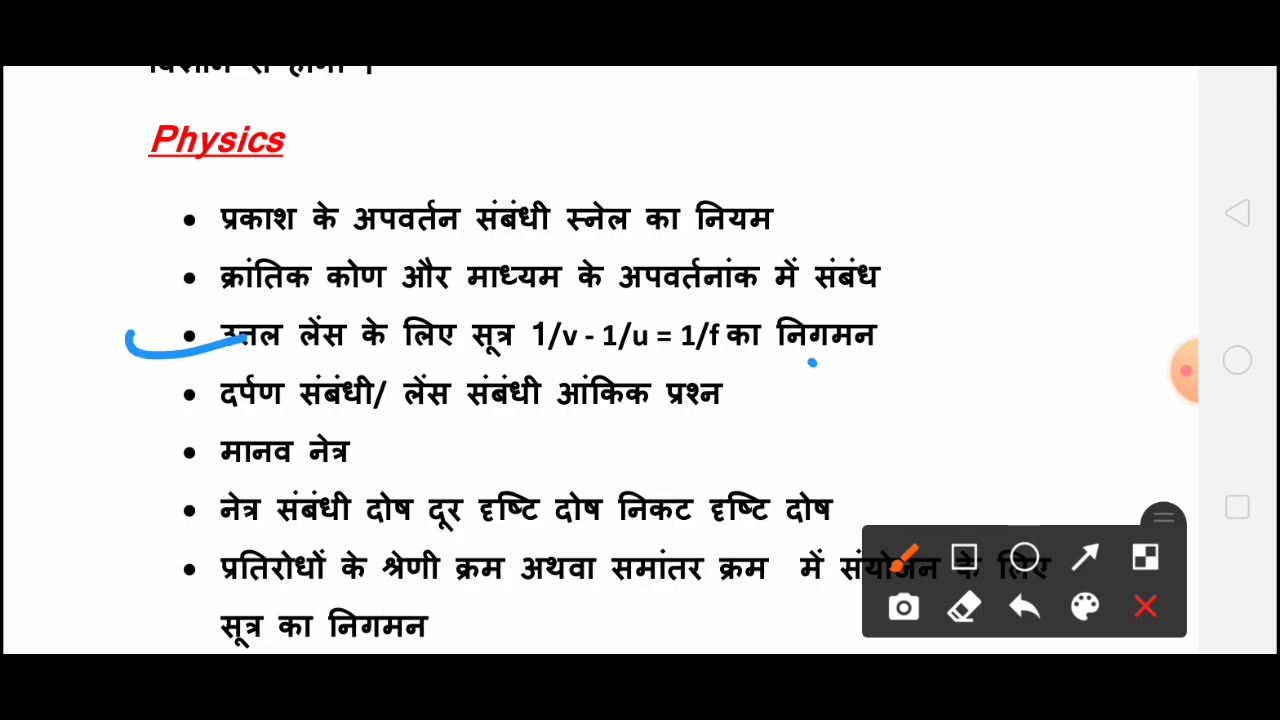 Physics
• प्रकाश के अपवर्तन संबंधी स्नेल का नियम
• क्रांतिक कोण और माध्यम के अपवर्तनांक में संबंध
• उत्तल लेंस के लिए सूत्र 1/v - 1/u = 1/f का निगमन
• दर्पण संबंधी/ लेंस संबंधी आंकिक प्रश्न
• मानव नेत्र
• नेत्र संबंधी दोष दूर दृष्टि दोष निकट दृष्टि दोष
• प्रतिरोधों के श्रेणी क्रम अथवा समांतर क्रम में संयोजन के लिए
सूत्र का निगमन